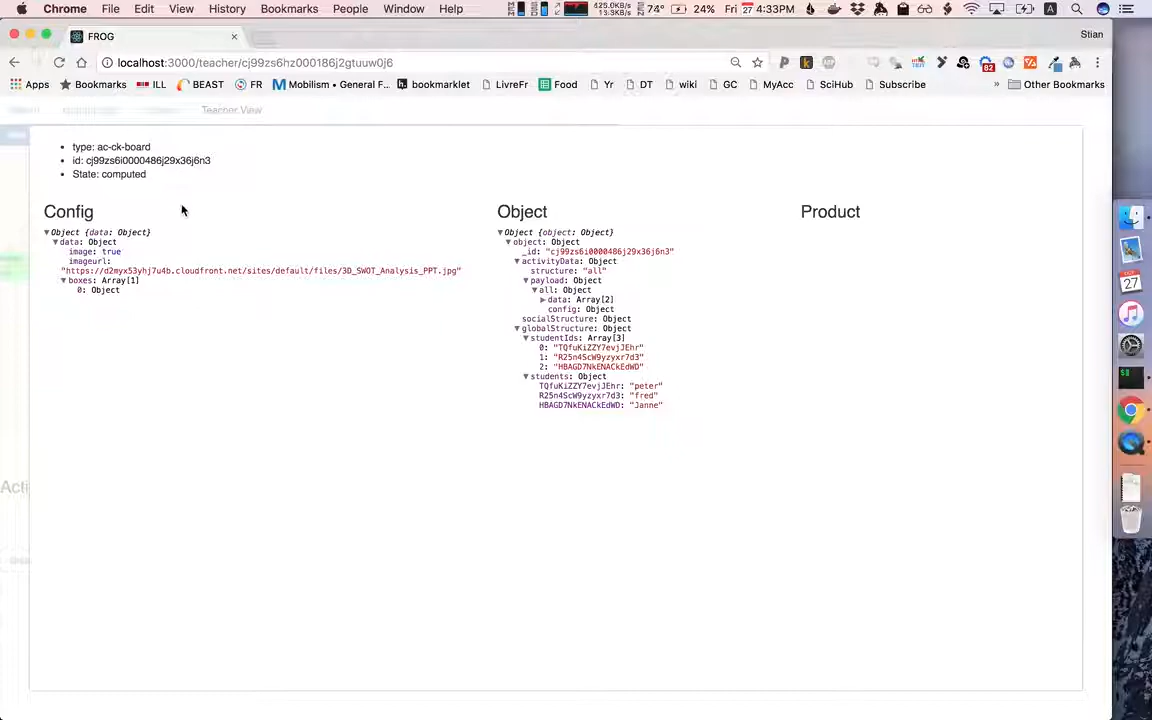 Chrome File Edit View History Bookmarks People Window Help 425.0KB/s 13.3KB/s 74° 24% Fri 27 4:33PM
FROG × Stian
localhost:3000/teacher/cj99zs6hz000186j2gtuuw0j6
Apps Bookmarks ILL BEAST FR Mobilism • General F... bookmarklet LivreFr Food Yr DT wiki GC MyAcc SciHub Subscribe » Other Bookmarks
Teacher View
• type: ac-ck-board
• id: cj99zs6i0000486j29x36j6n3
• State: computed
Config
▼Object {data: Object}
▼data: Object
image: true
imageurl:
"https://d2myx53yhj7u4b.cloudfront.net/sites/default/files/3D_SWOT_Analysis_PPT.jpg"
▼boxes: Array[1]
0: Object
Object
▼Object {object: Object}
▼object: Object
_id: "cj99zs6i0000486j29x36j6n3"
▼activityData: Object
structure: "all"
▼payload: Object
▼all: Object
▶data: Array[2]
config: Object
socialStructure: Object
▼globalStructure: Object
▼studentIds: Array[3]
0: "TQfuKiZZY7evjJEhr"
1: "R25n4ScW9yzyxr7d3"
2: "HBAGD7NkENACkEdWD"
▼students: Object
TQfuKiZZY7evjJEhr: "peter"
R25n4ScW9yzyxr7d3: "fred"
HBAGD7NkENACkEdWD: "Janne"
Product
Acti